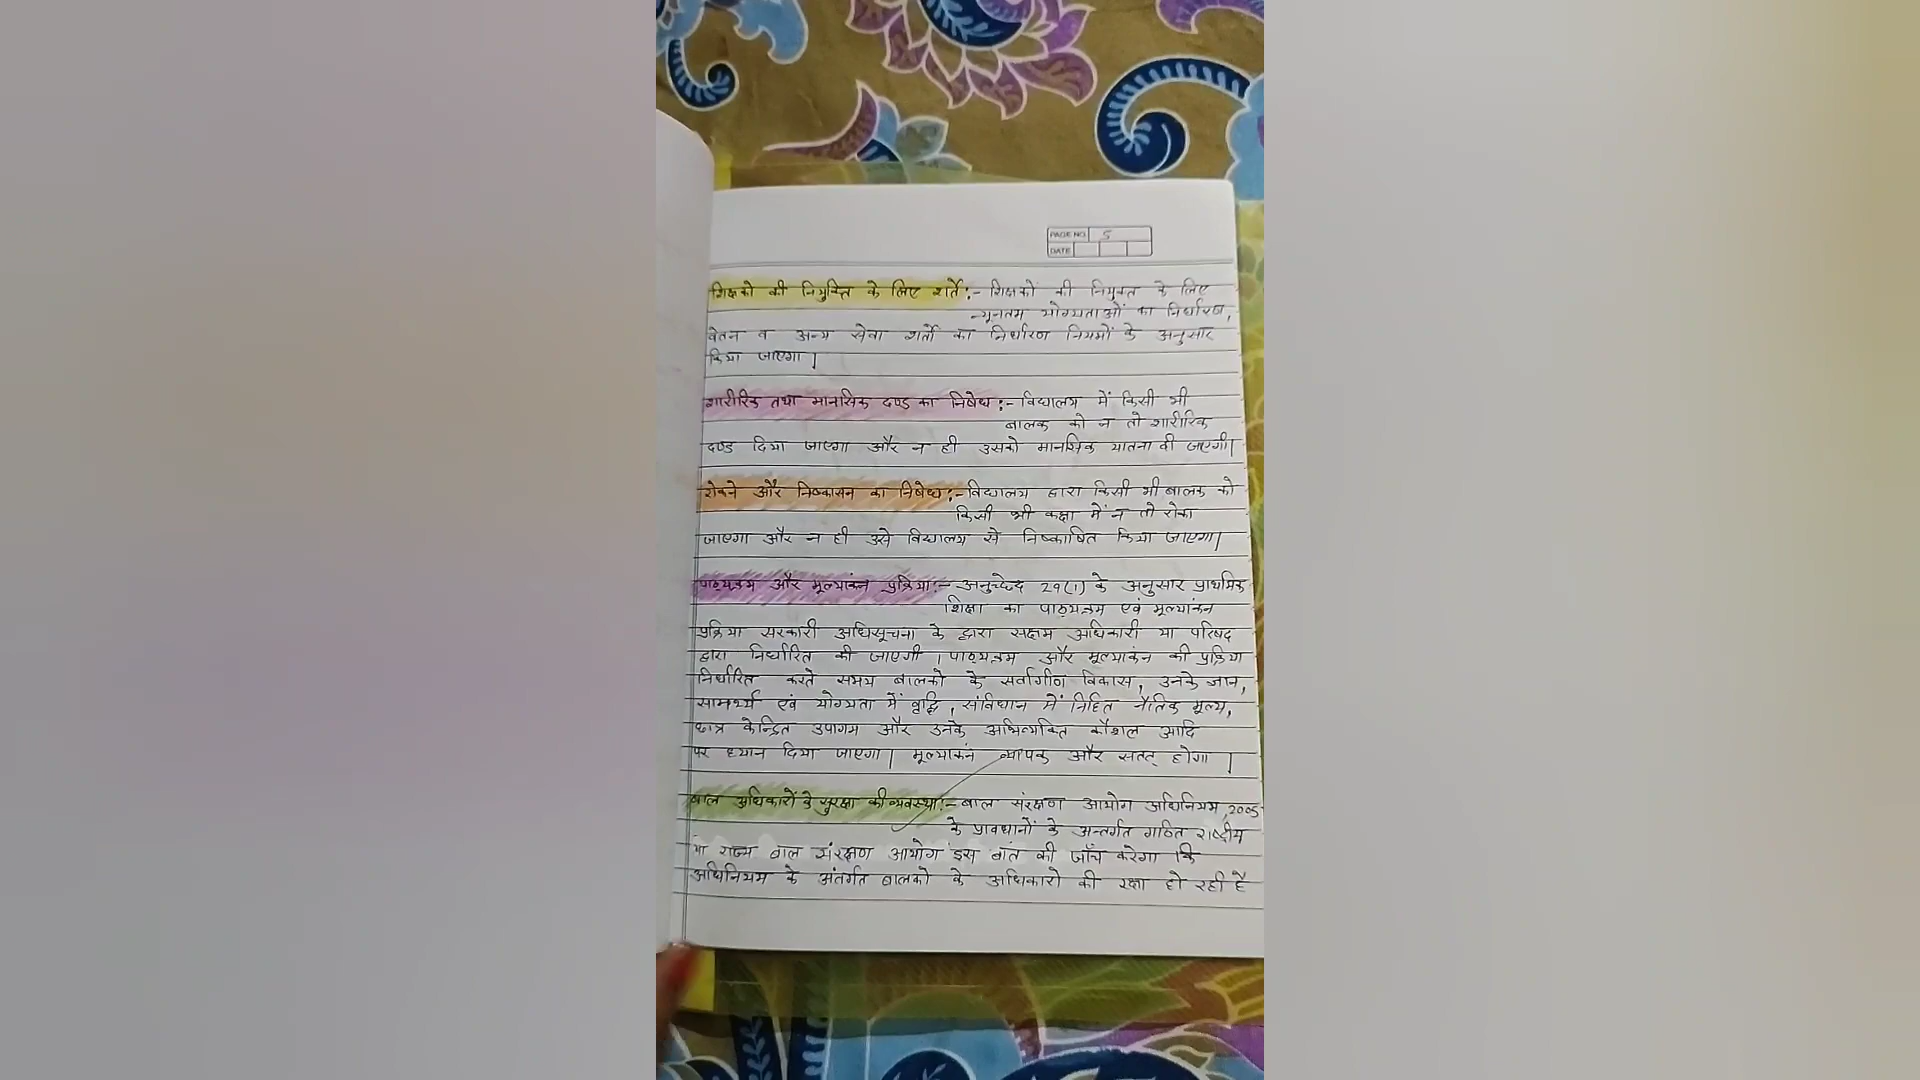 PAGE NO. 5
DATE
शिक्षको की नियुक्ति के लिए शर्ते :- शिक्षकों की नियुक्त के लिए
न्यूनतम योग्यताओं का निर्धारण,
वेतन व अन्य सेवा शर्तो का निर्धारण नियमों के अनुसार
किया जाएगा |
शारीरिक तथा मानसिक दण्ड का निषेध :- विद्यालय में किसी भी
बालक को न तो शारीरिक
दण्ड दिया जाएगा और न ही उसको मानसिक यातना दी जाएगी|
रोकने और निष्कासन का निषेध :- विद्यालय द्वारा किसी भी बालक को
किसी भी कक्षा में न तो रोका
जाएगा और न ही उसे विद्यालय से निष्काषित किया जाएगा|
पाठ्यक्रम और मूल्यांकन प्रक्रिया :- अनुच्छेद 29(1) के अनुसार प्राथमिक
शिक्षा का पाठ्यक्रम एवं मूल्यांकन
प्रक्रिया सरकारी अधिसूचना के द्वारा सक्षम अधिकारी या परिषद
द्वारा निर्धारित की जाएगी | पाठ्यक्रम और मूल्याकंन की प्रक्रिया
निर्धारित करते समय बालको के सर्वागीण विकास, उनके ज्ञान,
सामर्थ्य एवं योग्यता में वृद्धि, संविधान में निहित नैतिक मूल्य,
छात्र केन्द्रित उपागम और उनके अभिव्यक्ति कौशल आदि
पर ध्यान दिया जाएगा | मूल्याकंन व्यापक और सतत् होगा |
बाल अधिकारों के सुरक्षा की व्यवस्था :- बाल संरक्षण आयोग अधिनियम, 2005
के प्रावधानों के अन्तर्गत गठित राष्ट्रीय
या राज्य बाल संरक्षण आयोग इस बात की जाँच करेगा कि
अधिनियम के अंतर्गत बालको के अधिकारो की रक्षा हो रही है